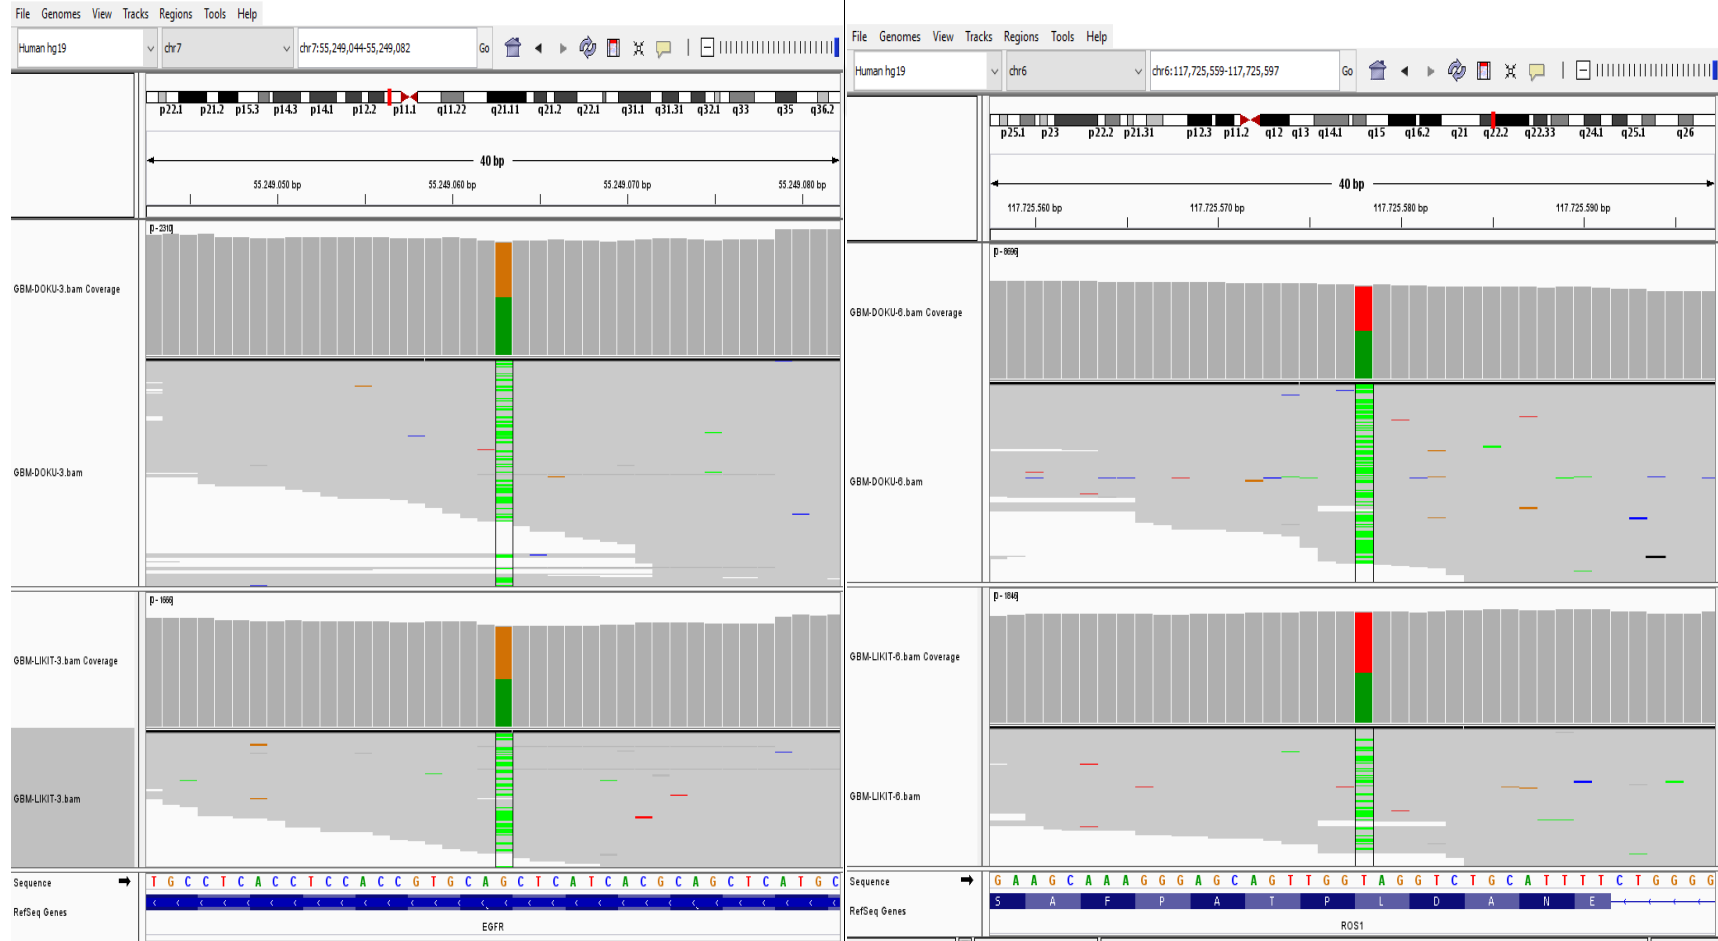 File Genomes View Tracks Regions Tools Help
Human hg19 chr7 chr7:55,249,044-55,249,082 Go
p22.1 p21.2 p15.3 p14.3 p14.1 p12.2 p11.1 q11.22 q21.11 q21.2 q22.1 q31.1 q31.31 q32.1 q33 q35 q36.2
40 bp
55.249.050 bp 55.249.060 bp 55.249.070 bp 55.249.080 bp
[0 - 2310]
GBM-DOKU-3.bam Coverage
GBM-DOKU-3.bam
[0 - 1666]
GBM-LIKIT-3.bam Coverage
GBM-LIKIT-3.bam
Sequence T G C C T C A C C T C C A C C G T G C A G C T C A T C A C G C A G C T C A T G C
RefSeq Genes
EGFR
File Genomes View Tracks Regions Tools Help
Human hg19 chr6 chr6:117,725,559-117,725,597 Go
p25.1 p23 p22.2 p21.31 p12.3 p11.2 q12 q13 q14.1 q15 q16.2 q21 q22.2 q22.33 q24.1 q25.1 q26
40 bp
117.725.560 bp 117.725.570 bp 117.725.580 bp 117.725.590 bp
[0 - 8696]
GBM-DOKU-6.bam Coverage
GBM-DOKU-6.bam
[0 - 1846]
GBM-LIKIT-6.bam Coverage
GBM-LIKIT-6.bam
Sequence G A A G C A A A G G G A G C A G T T G G T A G G T C T G C A T T T T C T G G G G
RefSeq Genes S A F P A T P L D A N E
ROS1